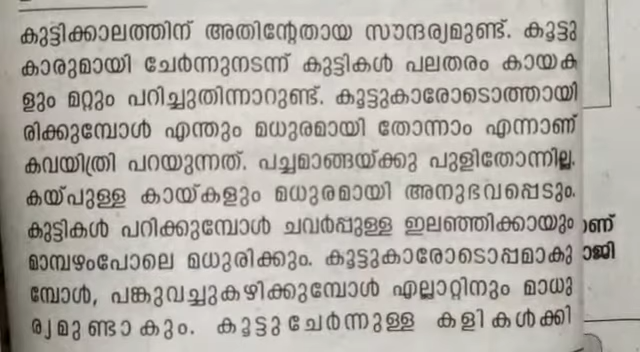 കുട്ടിക്കാലത്തിന് അതിന്റേതായ സൗന്ദര്യമുണ്ട്. കൂട്ടു
കാരുമായി ചേർന്നുനടന്ന് കുട്ടികൾ പലതരം കായക
ളും മറ്റും പറിച്ചുതിന്നാറുണ്ട്. കൂട്ടുകാരോടൊത്തായി
രിക്കുമ്പോൾ എന്തും മധുരമായി തോന്നാം എന്നാണ്
കവയിത്രി പറയുന്നത്. പച്ചമാങ്ങയ്ക്കു പുളിതോന്നില്ല.
കയ്പുള്ള കായ്കളും മധുരമായി അനുഭവപ്പെടും.
കുട്ടികൾ പറിക്കുമ്പോൾ ചവർപ്പുള്ള ഇലഞ്ഞിക്കായും
മാമ്പഴംപോലെ മധുരിക്കും. കൂട്ടുകാരോടൊപ്പമാകു
മ്പോൾ, പങ്കുവച്ചുകഴിക്കുമ്പോൾ എല്ലാറ്റിനും മാധു
ര്യമുണ്ടാകും. കൂട്ടുചേർന്നുള്ള കളികൾക്കി